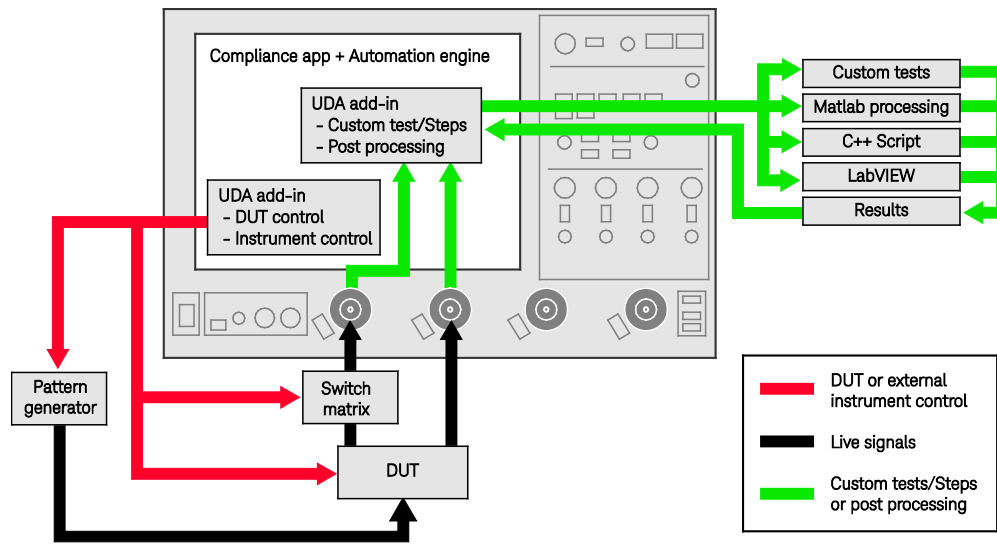 Compliance app + Automation engine
UDA add-in
- Custom test/Steps
- Post processing
UDA add-in
- DUT control
- Instrument control
Custom tests
Matlab processing
C++ Script
LabVIEW
Results
Pattern
generator
Switch
matrix
DUT
DUT or external
instrument control
Live signals
Custom tests/Steps
or post processing